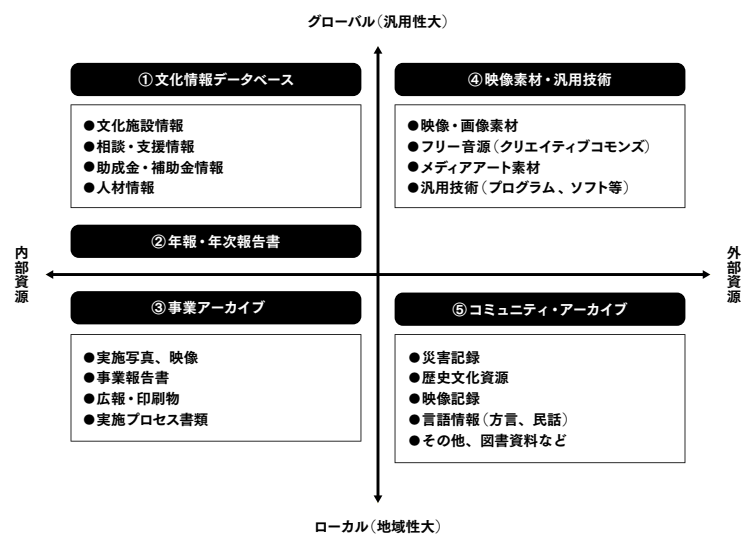 グローバル（汎用性大）
①文化情報データベース
●文化施設情報
●相談・支援情報
●助成金・補助金情報
●人材情報
④映像素材・汎用技術
●映像・画像素材
●フリー音源（クリエイティブコモンズ）
●メディアアート素材
●汎用技術（プログラム、ソフト等）
②年報・年次報告書
内部資源
外部資源
③事業アーカイブ
●実施写真、映像
●事業報告書
●広報・印刷物
●実施プロセス書類
⑤コミュニティ・アーカイブ
●災害記録
●歴史文化資源
●映像記録
●言語情報（方言、民話）
●その他、図書資料など
ローカル（地域性大）